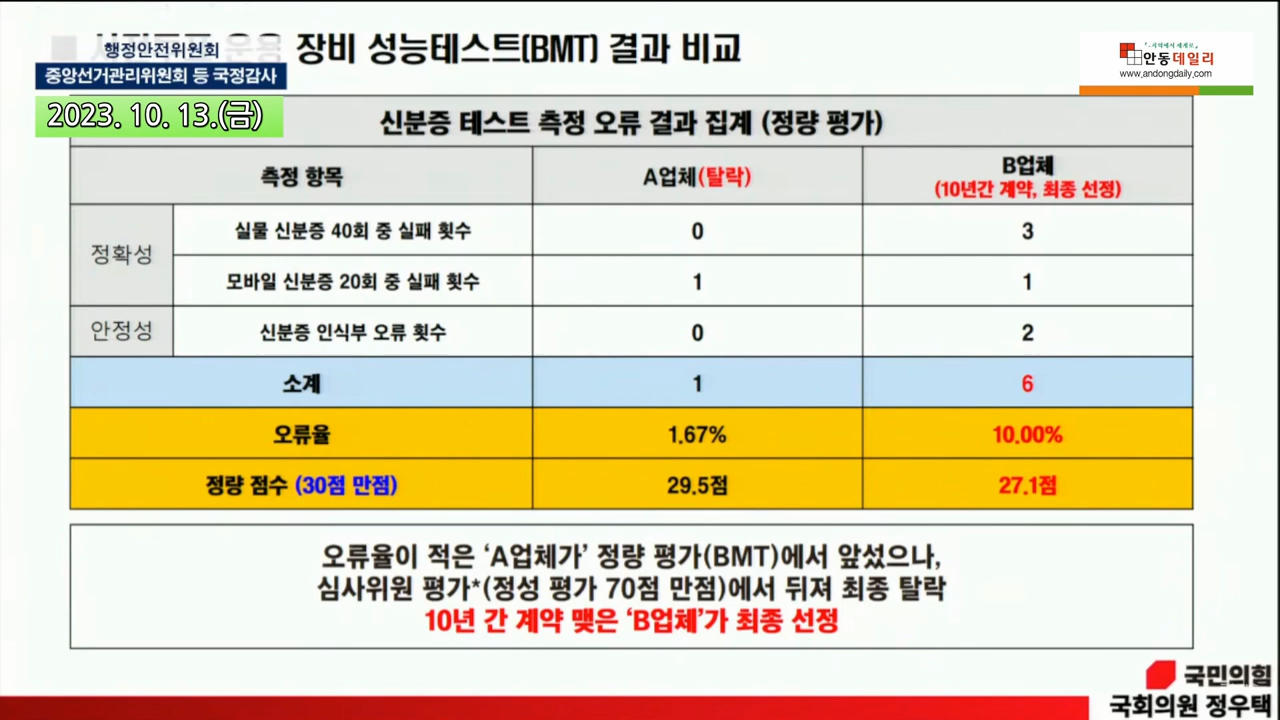 행정안전위원회
중앙선거관리위원회 등 국정감사
2023. 10. 13.(금)
장비 성능테스트(BMT) 결과 비교
「-지역에서 세계로」
안동데일리
www.andongdaily.com
신분증 테스트 측정 오류 결과 집계 (정량 평가)
측정 항목 A업체(탈락) B업체
(10년간 계약, 최종 선정)
정확성 실물 신분증 40회 중 실패 횟수 0 3
모바일 신분증 20회 중 실패 횟수 1 1
안정성 신분증 인식부 오류 횟수 0 2
소계 1 6
오류율 1.67% 10.00%
정량 점수 (30점 만점) 29.5점 27.1점
오류율이 적은 ‘A업체가’ 정량 평가(BMT)에서 앞섰으나,
심사위원 평가*(정성 평가 70점 만점)에서 뒤져 최종 탈락
10년 간 계약 맺은 ‘B업체’가 최종 선정
국민의힘
국회의원 정우택